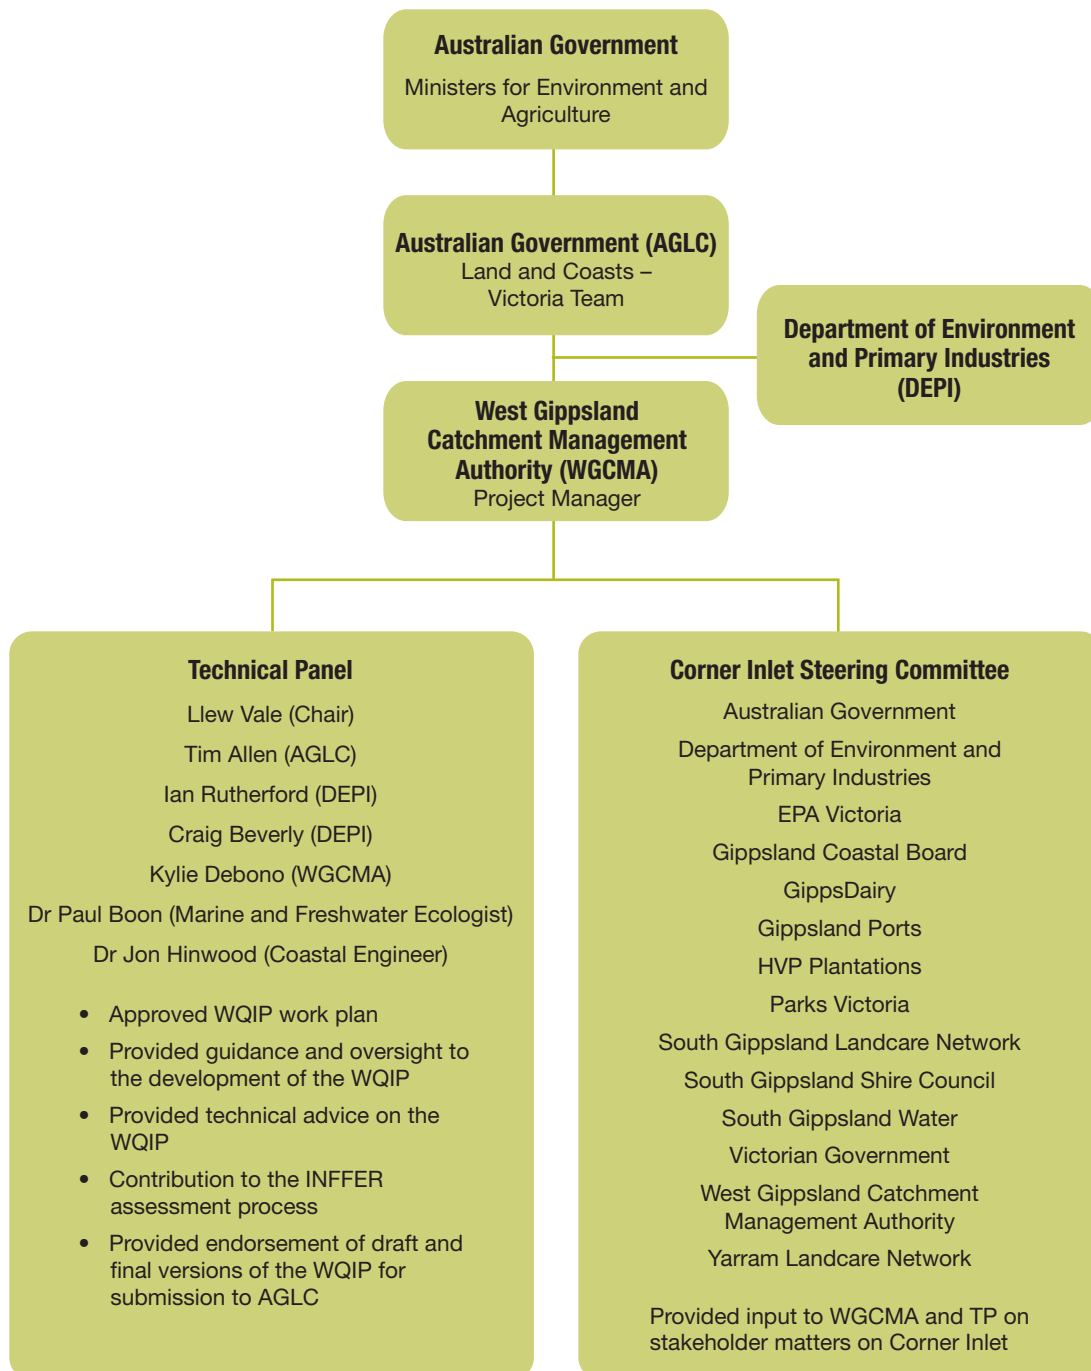 Australian Government
Ministers for Environment and
Agriculture
Australian Government (AGLC)
Land and Coasts –
Victoria Team
Department of Environment
and Primary Industries
(DEPI)
West Gippsland
Catchment Management
Authority (WGCMA)
Project Manager
Technical Panel
Llew Vale (Chair)
Tim Allen (AGLC)
Ian Rutherford (DEPI)
Craig Beverly (DEPI)
Kylie Debono (WGCMA)
Dr Paul Boon (Marine and Freshwater Ecologist)
Dr Jon Hinwood (Coastal Engineer)
• Approved WQIP work plan
• Provided guidance and oversight to
the development of the WQIP
• Provided technical advice on the
WQIP
• Contribution to the INFFER
assessment process
• Provided endorsement of draft and
final versions of the WQIP for
submission to AGLC
Corner Inlet Steering Committee
Australian Government
Department of Environment and
Primary Industries
EPA Victoria
Gippsland Coastal Board
GippsDairy
Gippsland Ports
HVP Plantations
Parks Victoria
South Gippsland Landcare Network
South Gippsland Shire Council
South Gippsland Water
Victorian Government
West Gippsland Catchment
Management Authority
Yarram Landcare Network
Provided input to WGCMA and TP on
stakeholder matters on Corner Inlet